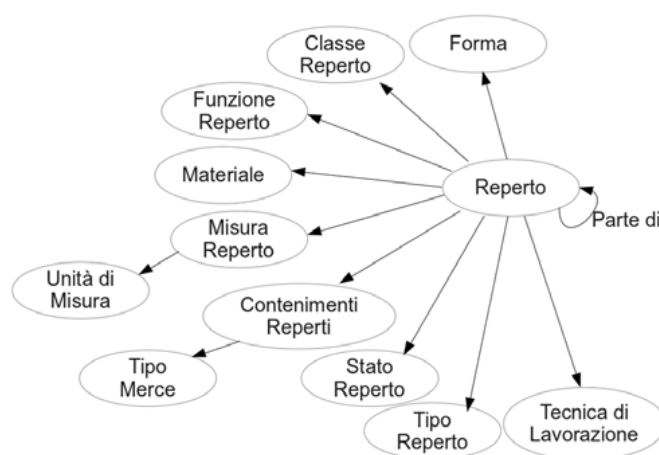 Classe
Reperto
Forma
Funzione
Reperto
Materiale
Reperto
Parte di
Misura
Reperto
Unità di
Misura
Contenimenti
Reperti
Tipo
Merce
Stato
Reperto
Tipo
Reperto
Tecnica di
Lavorazione